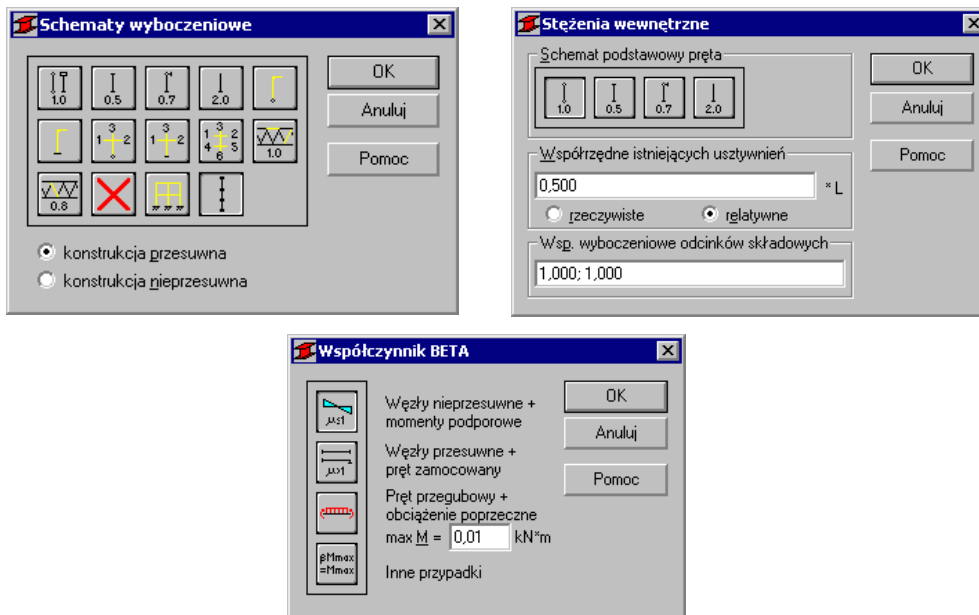 Schematy wyboczeniowe
1.0 0.5 0.7 2.0
OK
Anuluj
3
1 2
3
1 2
3
1 2
4 5
6
1.0
Pomoc
0.8
konstrukcja przesuwna
konstrukcja nieprzesuwna
Stężenia wewnętrzne
Schemat podstawowy pręta
1.0 0.5 0.7 2.0
OK
Anuluj
Pomoc
Współrzędne istniejących usztywnień
0,500 * L
rzeczywiste relatywne
Wsp. wyboczeniowe odcinków składowych
1,000; 1,000
Współczynnik BETA
μ≤1
Węzły nieprzesuwne +
momenty podporowe
OK
Anuluj
μ>1
Węzły przesuwne +
pręt zamocowany
Pomoc
Pręt przegubowy +
obciążenie poprzeczne
max M = 0,01 kN*m
βMmax
=Mmax
Inne przypadki